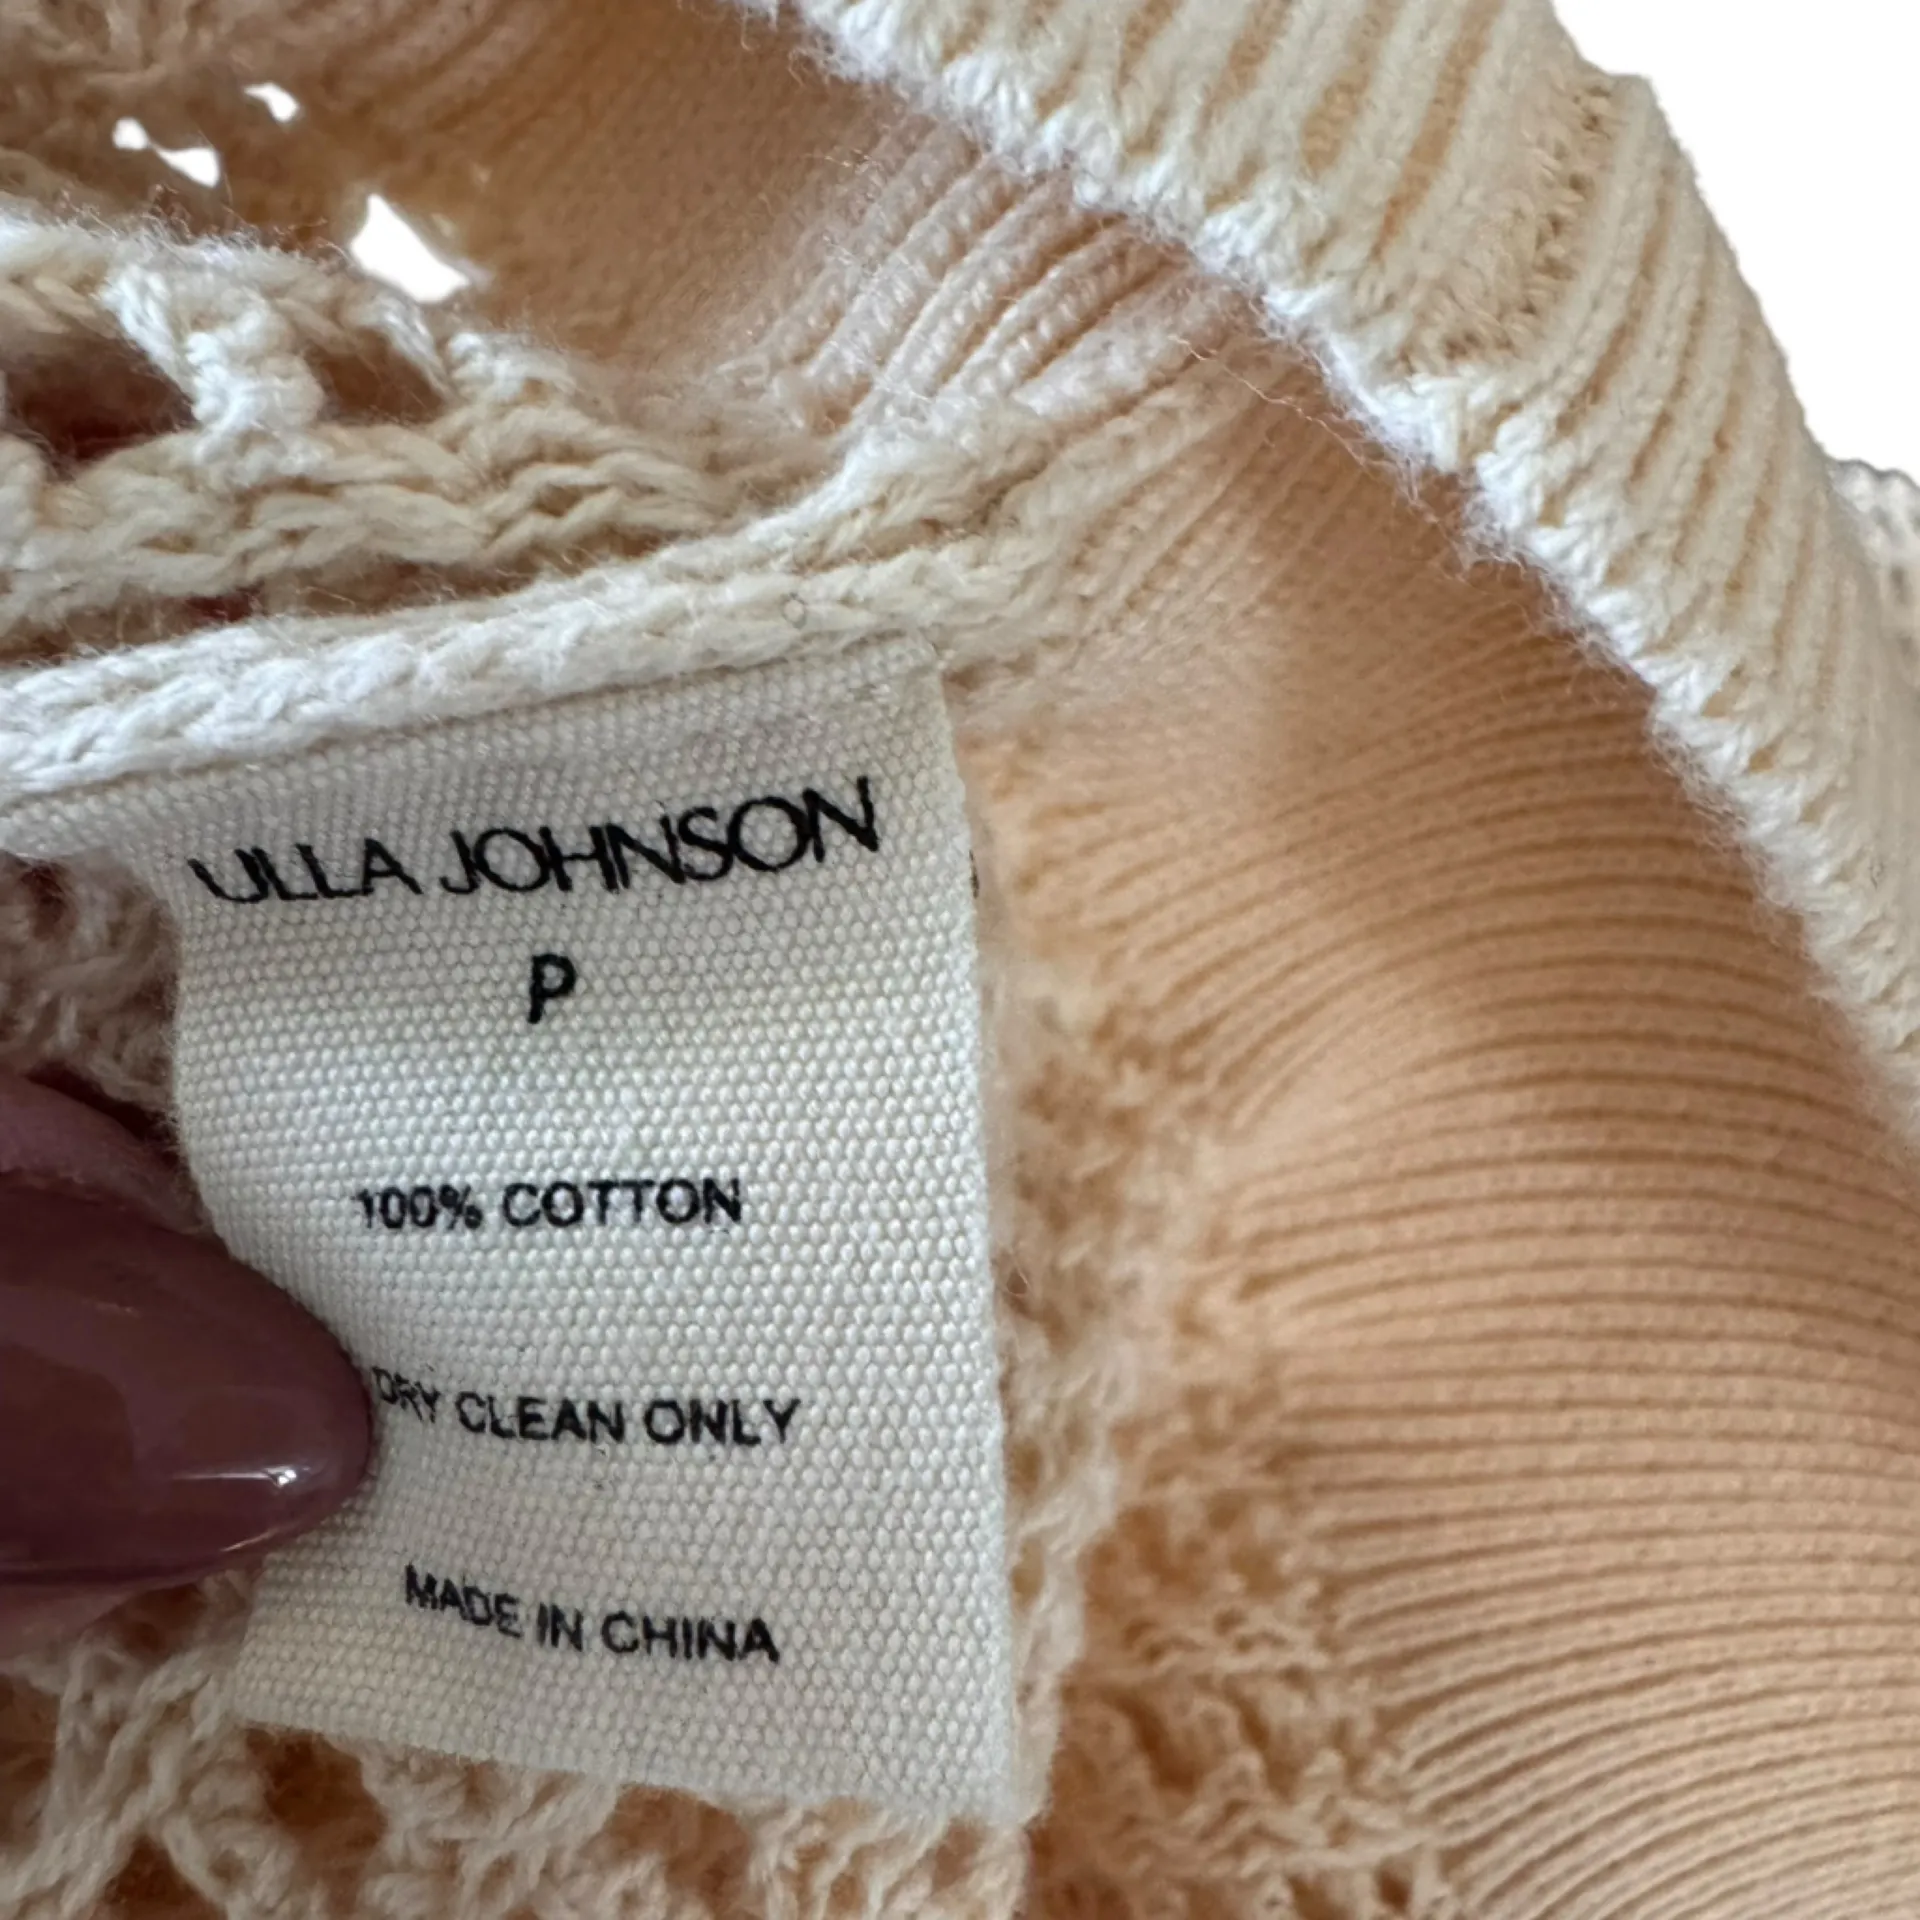 ULLA JOHNSON
P
100% COTTON
DRY CLEAN ONLY
MADE IN CHINA